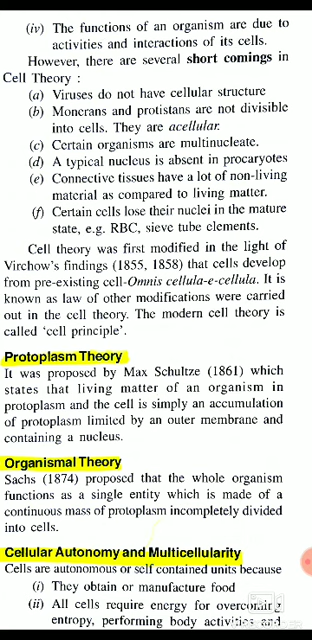 (iv) The functions of an organism are due to
activities and interactions of its cells.
However, there are several short comings in
Cell Theory :
(a) Viruses do not have cellular structure
(b) Monerans and protistans are not divisible
into cells. They are acellular.
(c) Certain organisms are multinucleate.
(d) A typical nucleus is absent in procaryotes
(e) Connective tissues have a lot of non-living
material as compared to living matter.
(f) Certain cells lose their nuclei in the mature
state, e.g. RBC, sieve tube elements.
Cell theory was first modified in the light of
Virchow's findings (1855, 1858) that cells develop
from pre-existing cell-Omnis cellula-e-cellula. It is
known as law of other modifications were carried
out in the cell theory. The modern cell theory is
called 'cell principle'.
Protoplasm Theory
It was proposed by Max Schultze (1861) which
states that living matter of an organism in
protoplasm and the cell is simply an accumulation
of protoplasm limited by an outer membrane and
containing a nucleus.
Organismal Theory
Sachs (1874) proposed that the whole organism
functions as a single entity which is made of a
continuous mass of protoplasm incompletely divided
into cells.
Cellular Autonomy and Multicellularity
Cells are autonomous or self contained units because
(i) They obtain or manufacture food
(ii) All cells require energy for overcoming
entropy, performing body activities and